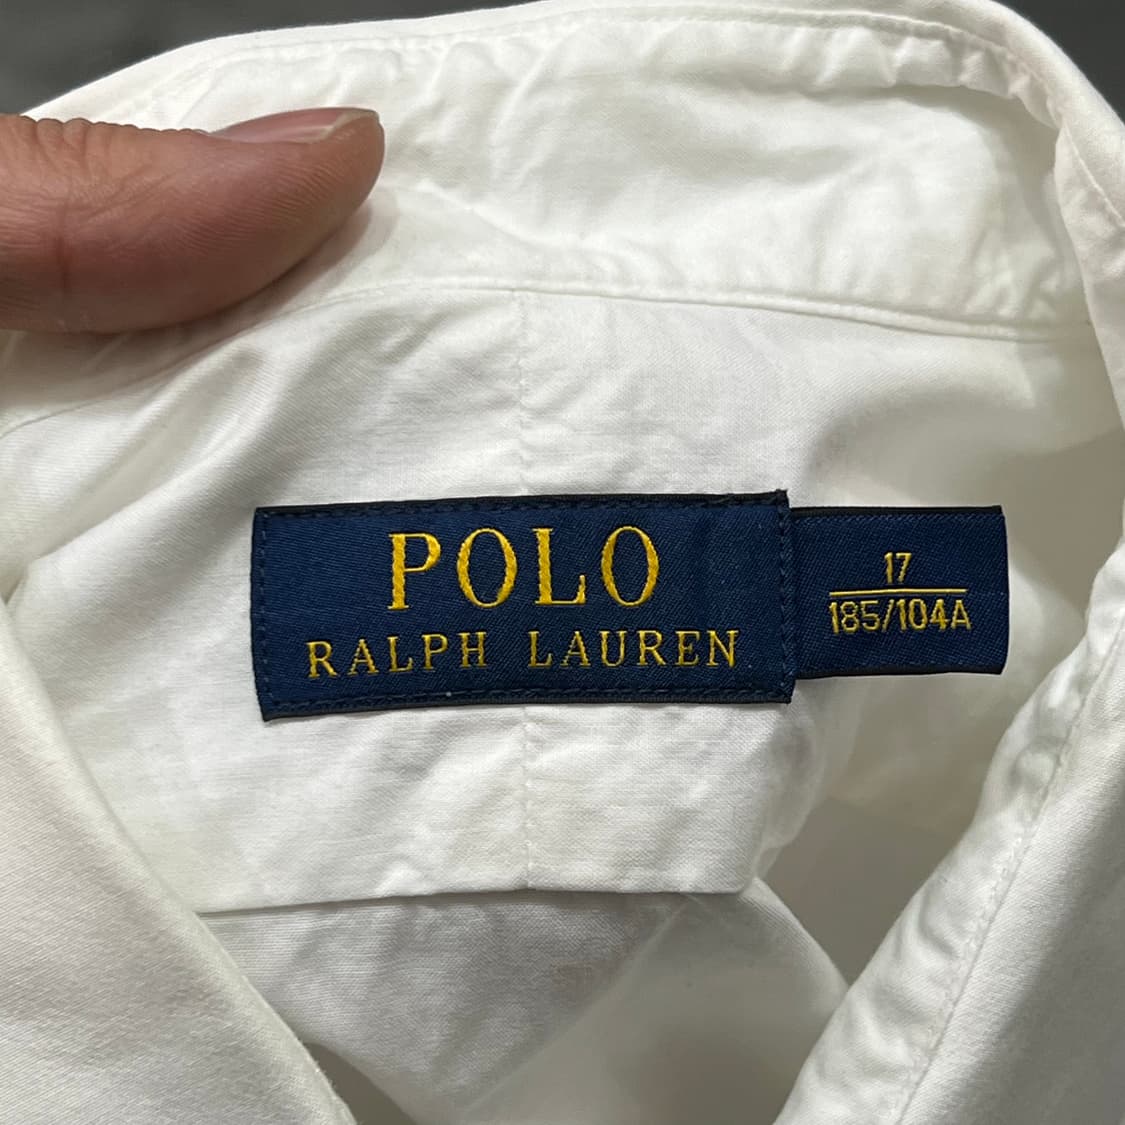 POLO
RALPH LAUREN
17
185/104A